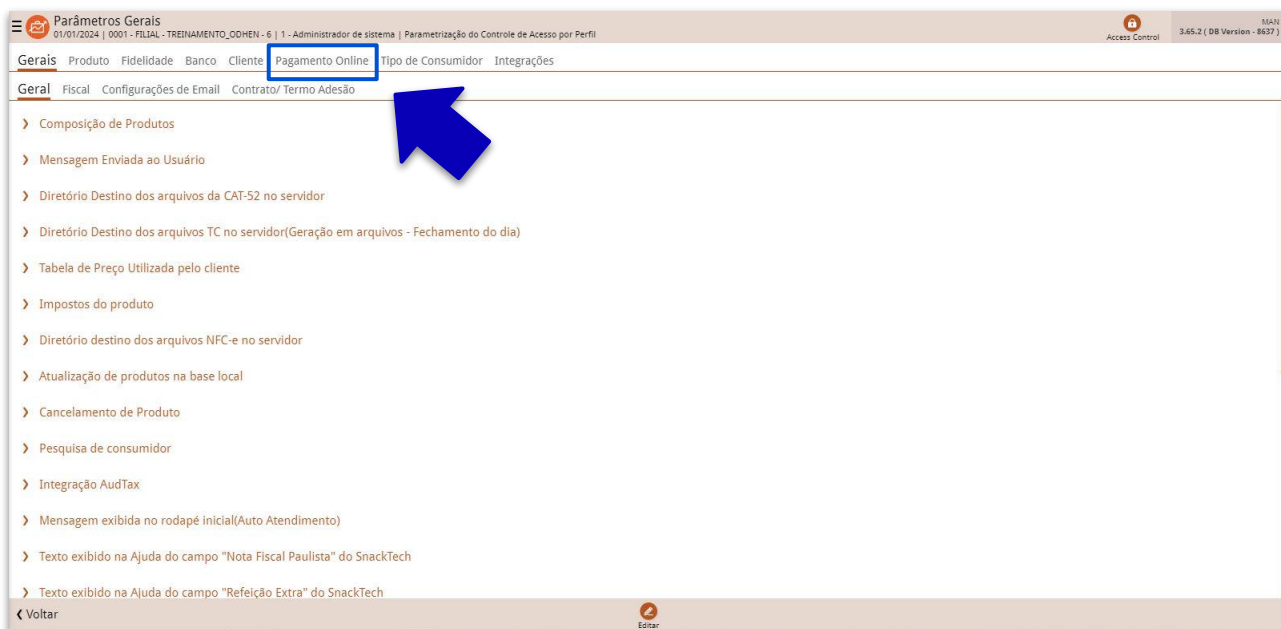 Parâmetros Gerais
01/01/2024 | 0001 - FILIAL - TREINAMENTO_ODHEN - 6 | 1 - Administrador de sistema | Parametrização do Controle de Acesso por Perfil
Access Control
MAN
3.65.2 ( DB Version - 8637 )
Gerais Produto Fidelidade Banco Cliente Pagamento Online Tipo de Consumidor Integrações
Geral Fiscal Configurações de Email Contrato/ Termo Adesão
Composição de Produtos
Mensagem Enviada ao Usuário
Diretório Destino dos arquivos da CAT-52 no servidor
Diretório Destino dos arquivos TC no servidor(Geração em arquivos - Fechamento do dia)
Tabela de Preço Utilizada pelo cliente
Impostos do produto
Diretório destino dos arquivos NFC-e no servidor
Atualização de produtos na base local
Cancelamento de Produto
Pesquisa de consumidor
Integração AudTax
Mensagem exibida no rodapé inicial(Auto Atendimento)
Texto exibido na Ajuda do campo "Nota Fiscal Paulista" do SnackTech
Texto exibido na Ajuda do campo "Refeição Extra" do SnackTech
Voltar
Editar